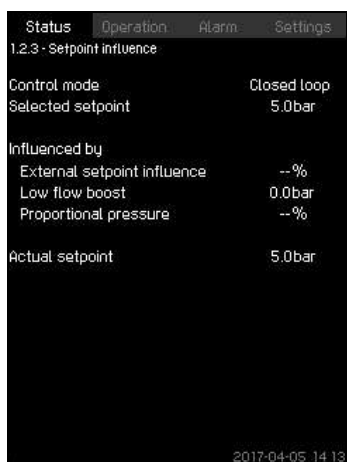 Status Operation Alarm Settings
1.2.3 - Setpoint influence
Control mode Closed loop
Selected setpoint 5.0bar
Influenced by
External setpoint influence --%
Low flow boost 0.0bar
Proportional pressure --%
Actual setpoint 5.0bar
2017-04-05 14:13